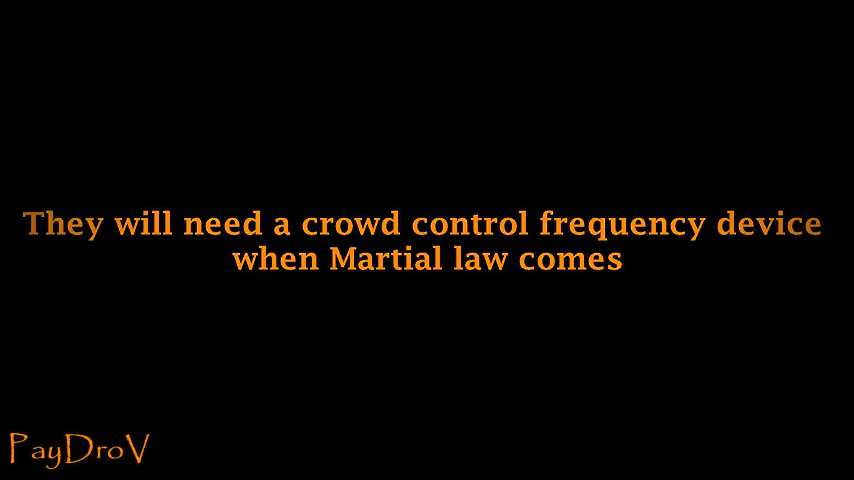 They will need a crowd control frequency device
when Martial law comes
PayDroV